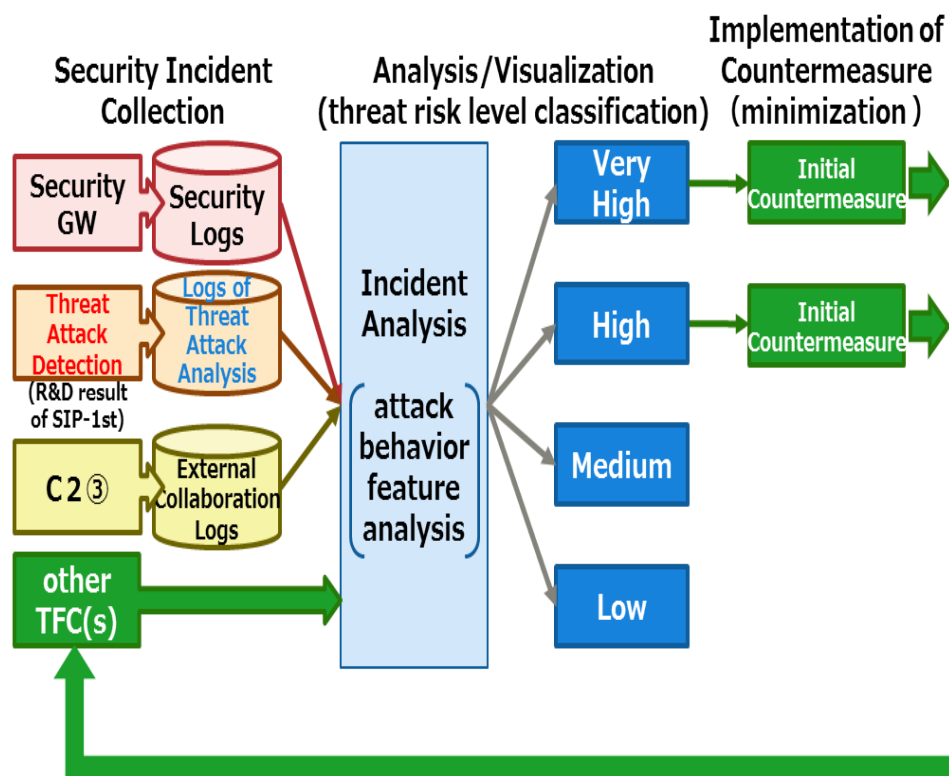 Security Incident
Collection
Analysis/Visualization
(threat risk level classification)
Implementation of
Countermeasure
(minimization)
Security
GW
Security
Logs
Threat
Attack
Detection
(R&D result
of SIP-1st)
Logs of
Threat
Attack
Analysis
C2③
External
Collaboration
Logs
other
TFC(s)
Incident
Analysis
attack
behavior
feature
analysis
Very
High
High
Medium
Low
Initial
Countermeasure
Initial
Countermeasure